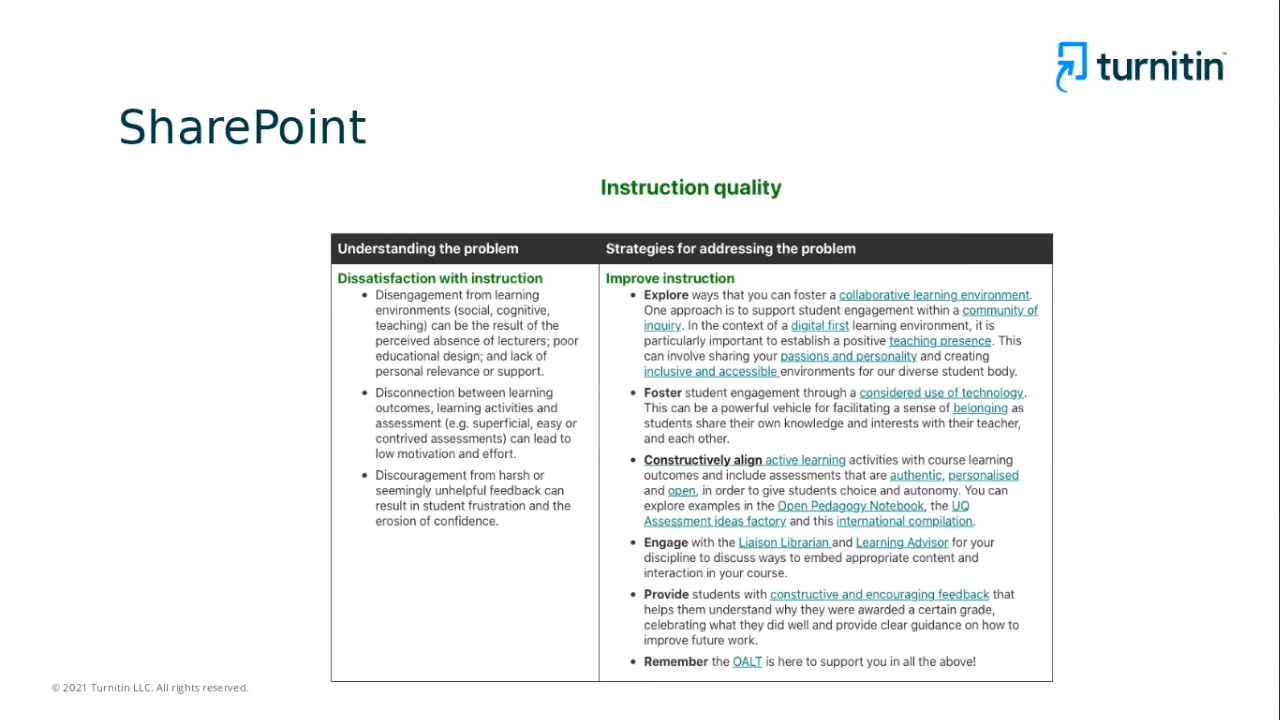 turnitin™
SharePoint
Instruction quality
Understanding the problem
Dissatisfaction with instruction
• Disengagement from learning
environments (social, cognitive,
teaching) can be the result of the
perceived absence of lecturers; poor
educational design; and lack of
personal relevance or support.
• Disconnection between learning
outcomes, learning activities and
assessment (e.g. superficial, easy or
contrived assessments) can lead to
low motivation and effort.
• Discouragement from harsh or
seemingly unhelpful feedback can
result in student frustration and the
erosion of confidence.
Strategies for addressing the problem
Improve instruction
• Explore ways that you can foster a collaborative learning environment.
One approach is to support student engagement within a community of
inquiry. In the context of a digital first learning environment, it is
particularly important to establish a positive teaching presence. This
can involve sharing your passions and personality and creating
inclusive and accessible environments for our diverse student body.
• Foster student engagement through a considered use of technology.
This can be a powerful vehicle for facilitating a sense of belonging as
students share their own knowledge and interests with their teacher,
and each other.
• Constructively align active learning activities with course learning
outcomes and include assessments that are authentic, personalised
and open, in order to give students choice and autonomy. You can
explore examples in the Open Pedagogy Notebook, the UQ
Assessment ideas factory and this international compilation.
• Engage with the Liaison Librarian and Learning Advisor for your
discipline to discuss ways to embed appropriate content and
interaction in your course.
• Provide students with constructive and encouraging feedback that
helps them understand why they were awarded a certain grade,
celebrating what they did well and provide clear guidance on how to
improve future work.
• Remember the OALT is here to support you in all the above!
© 2021 Turnitin LLC. All rights reserved.